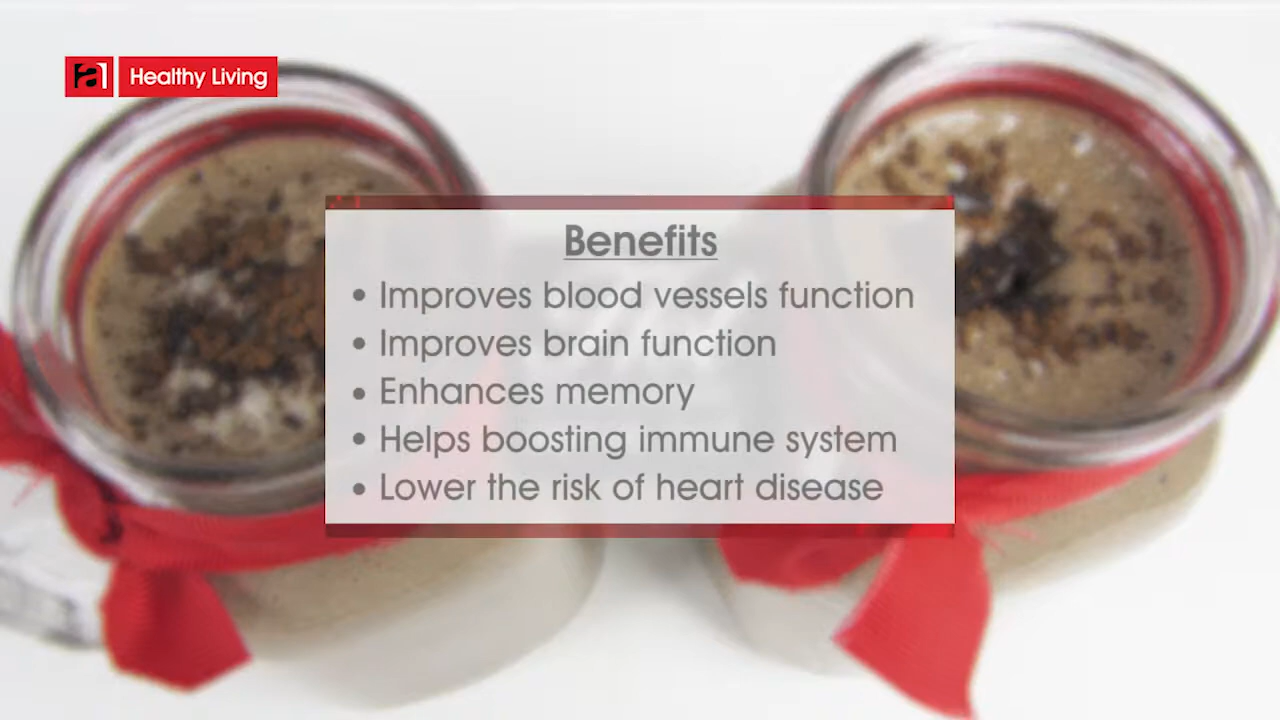 a1 Healthy Living
Benefits
• Improves blood vessels function
• Improves brain function
• Enhances memory
• Helps boosting immune system
• Lower the risk of heart disease